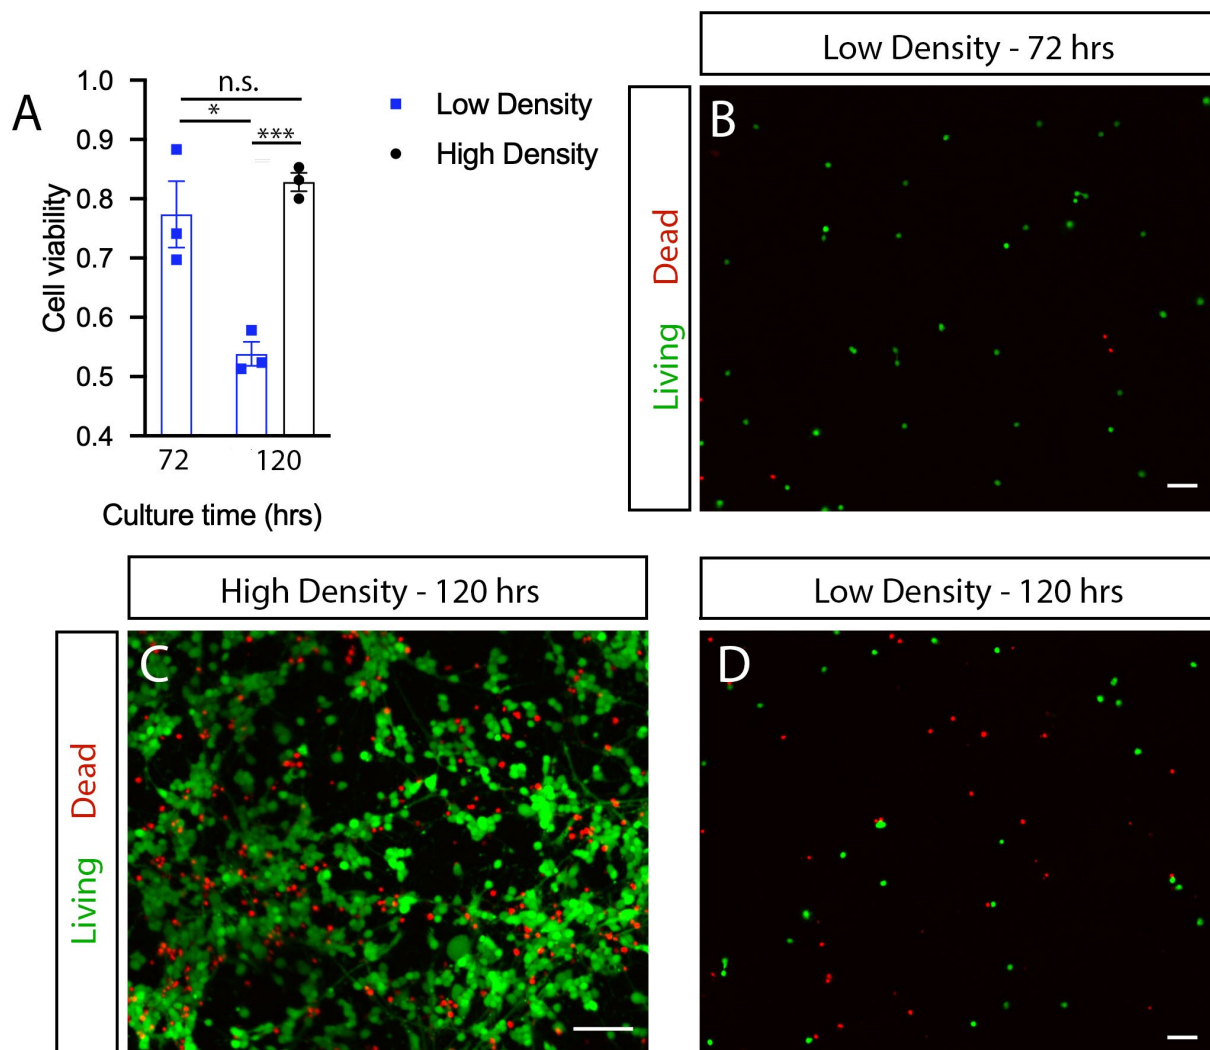 A
1.0
0.9
0.8
0.7
0.6
0.5
0.4
Cell viability
n.s.
*
***
72
120
Culture time (hrs)
Low Density
High Density
Low Density - 72 hrs
B
Living Dead
High Density - 120 hrs
C
Living Dead
Low Density - 120 hrs
D